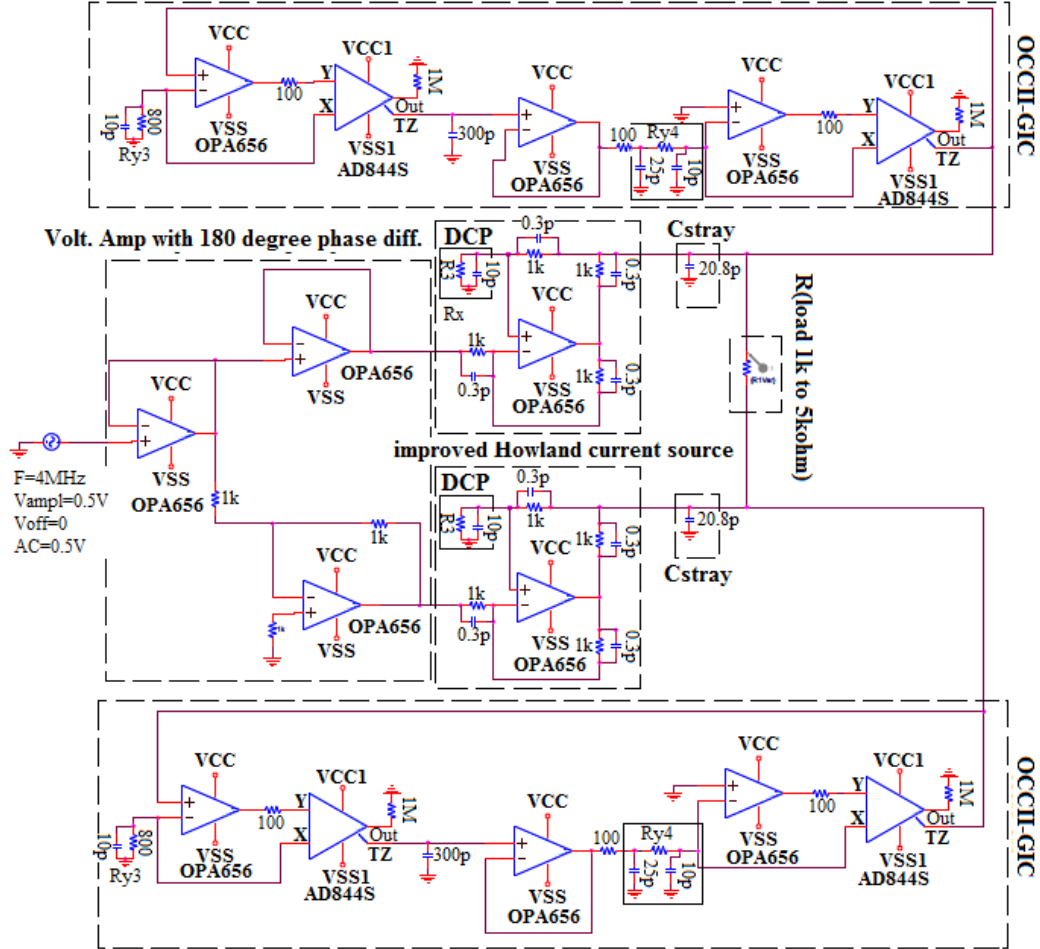 VCC
VCC1
1M
+
-
100
Y
X
Out
TZ
10p
800
Ry3
VSS
OPA656
VSS1
AD844S
300p
VCC
+
-
VSS
OPA656
100
Ry4
25p
10p
VCC
+
-
100
VSS
OPA656
VCC1
1M
Y
X
Out
TZ
VSS1
AD844S
OCCII-GIC
Volt. Amp with 180 degree phase diff.
VCC
-
+
OPA656
VSS
VCC
-
+
VSS
OPA656
F=4MHz
Vampl=0.5V
Voff=0
AC=0.5V
1k
1k
-
+
VCC
OPA656
VSS
1k
DCP
R3
10p
Rx
0.3p
1k
VCC
+
-
1k
0.3p
1k
0.3p
VSS
OPA656
1k
0.3p
Cstray
20.8p
R(load 1k to 5kohm)
(R1Var)
improved Howland current source
DCP
R3
10p
0.3p
1k
VCC
+
-
1k
0.3p
1k
0.3p
VSS
OPA656
1k
0.3p
20.8p
Cstray
VCC
+
-
100
VCC1
1M
Y
X
Out
TZ
10p
800
Ry3
VSS
OPA656
VSS1
AD844S
300p
VCC
+
-
VSS
OPA656
100
Ry4
25p
10p
VCC
+
-
100
VSS
OPA656
VCC1
1M
Y
X
Out
TZ
VSS1
AD844S
OCCII-GIC